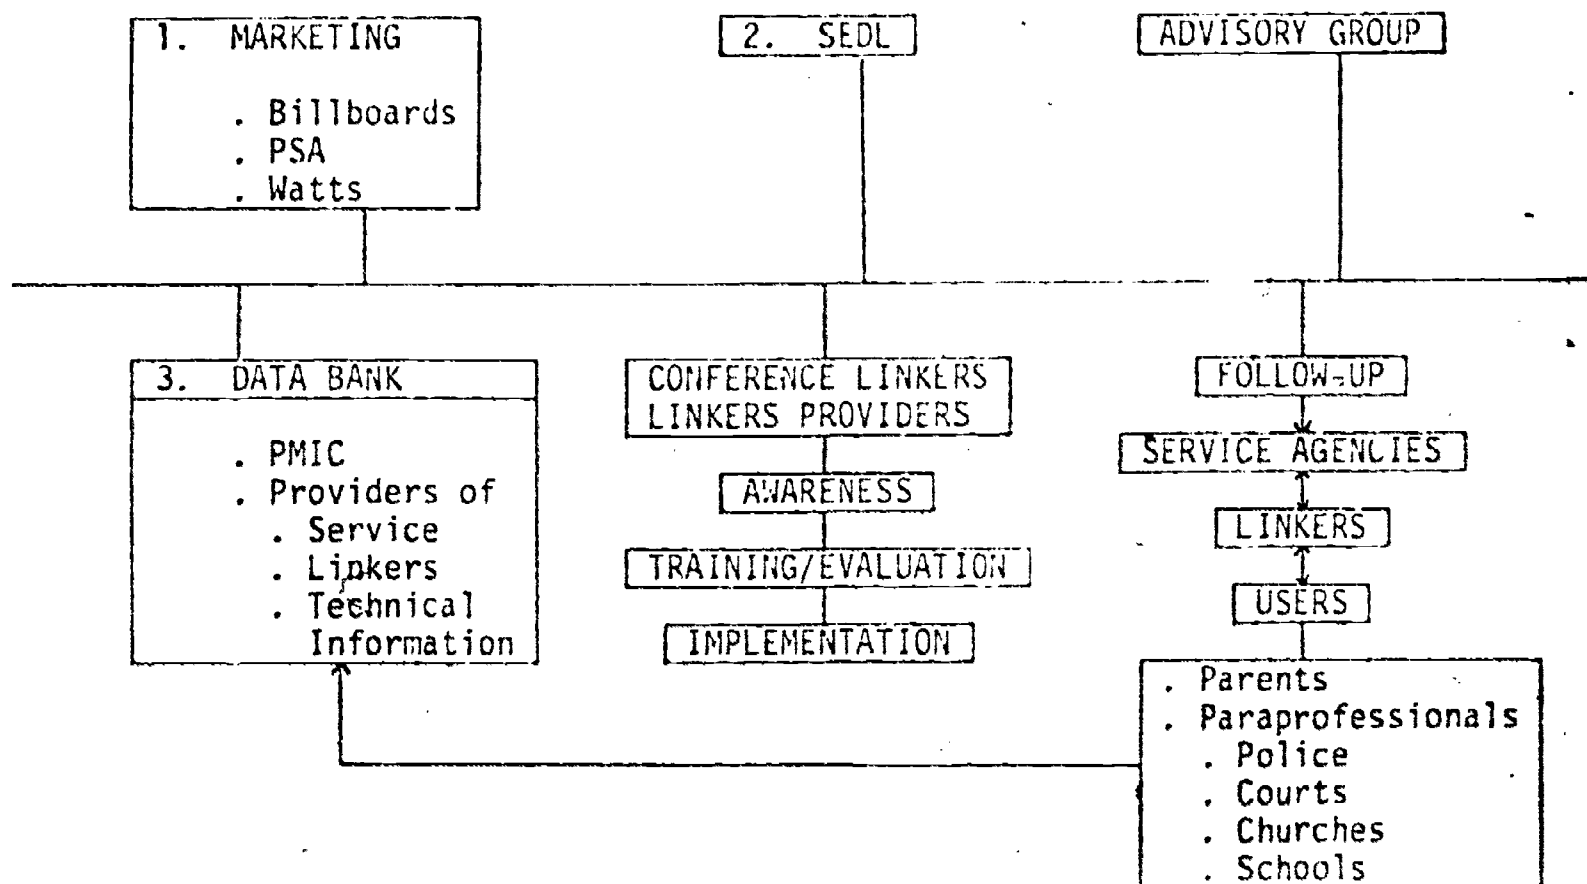 1. MARKETING
. Billboards
. PSA
. Watts
2. SEDL
ADVISORY GROUP
3. DATA BANK
. PMIC
. Providers of
. Service
. Linkers
. Technical
Information
CONFERENCE LINKERS
LINKERS PROVIDERS
AWARENESS
TRAINING/EVALUATION
IMPLEMENTATION
FOLLOW-UP
SERVICE AGENCIES
LINKERS
USERS
. Parents
. Paraprofessionals
. Police
. Courts
. Churches
. Schools